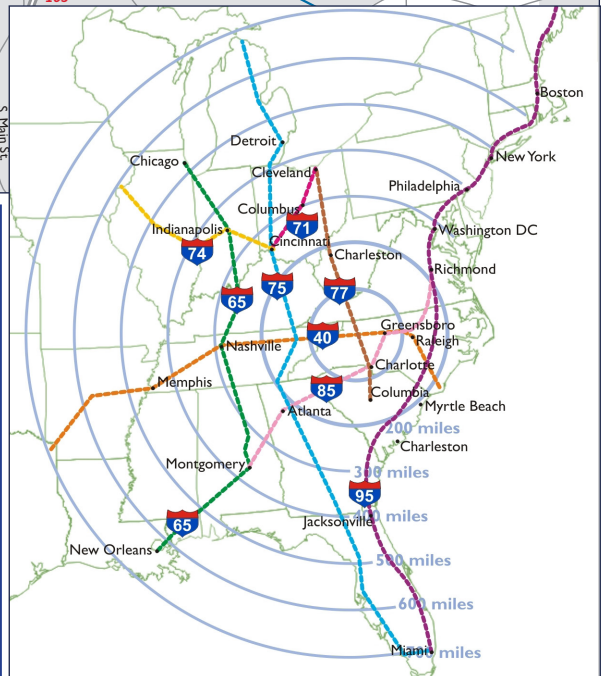 S. Main St.
Boston
Detroit
New York
Chicago
Cleveland
Philadelphia
Columbus
71
Indianapolis
Washington DC
Cincinnati
74
Charleston
Richmond
75
77
65
Greensboro
40
Raleigh
Nashville
Charlotte
Memphis
85
Columbia
Myrtle Beach
Atlanta
200 miles
Charleston
Montgomery
300 miles
95
400 miles
65
Jacksonville
New Orleans
500 miles
600 miles
Miami
miles